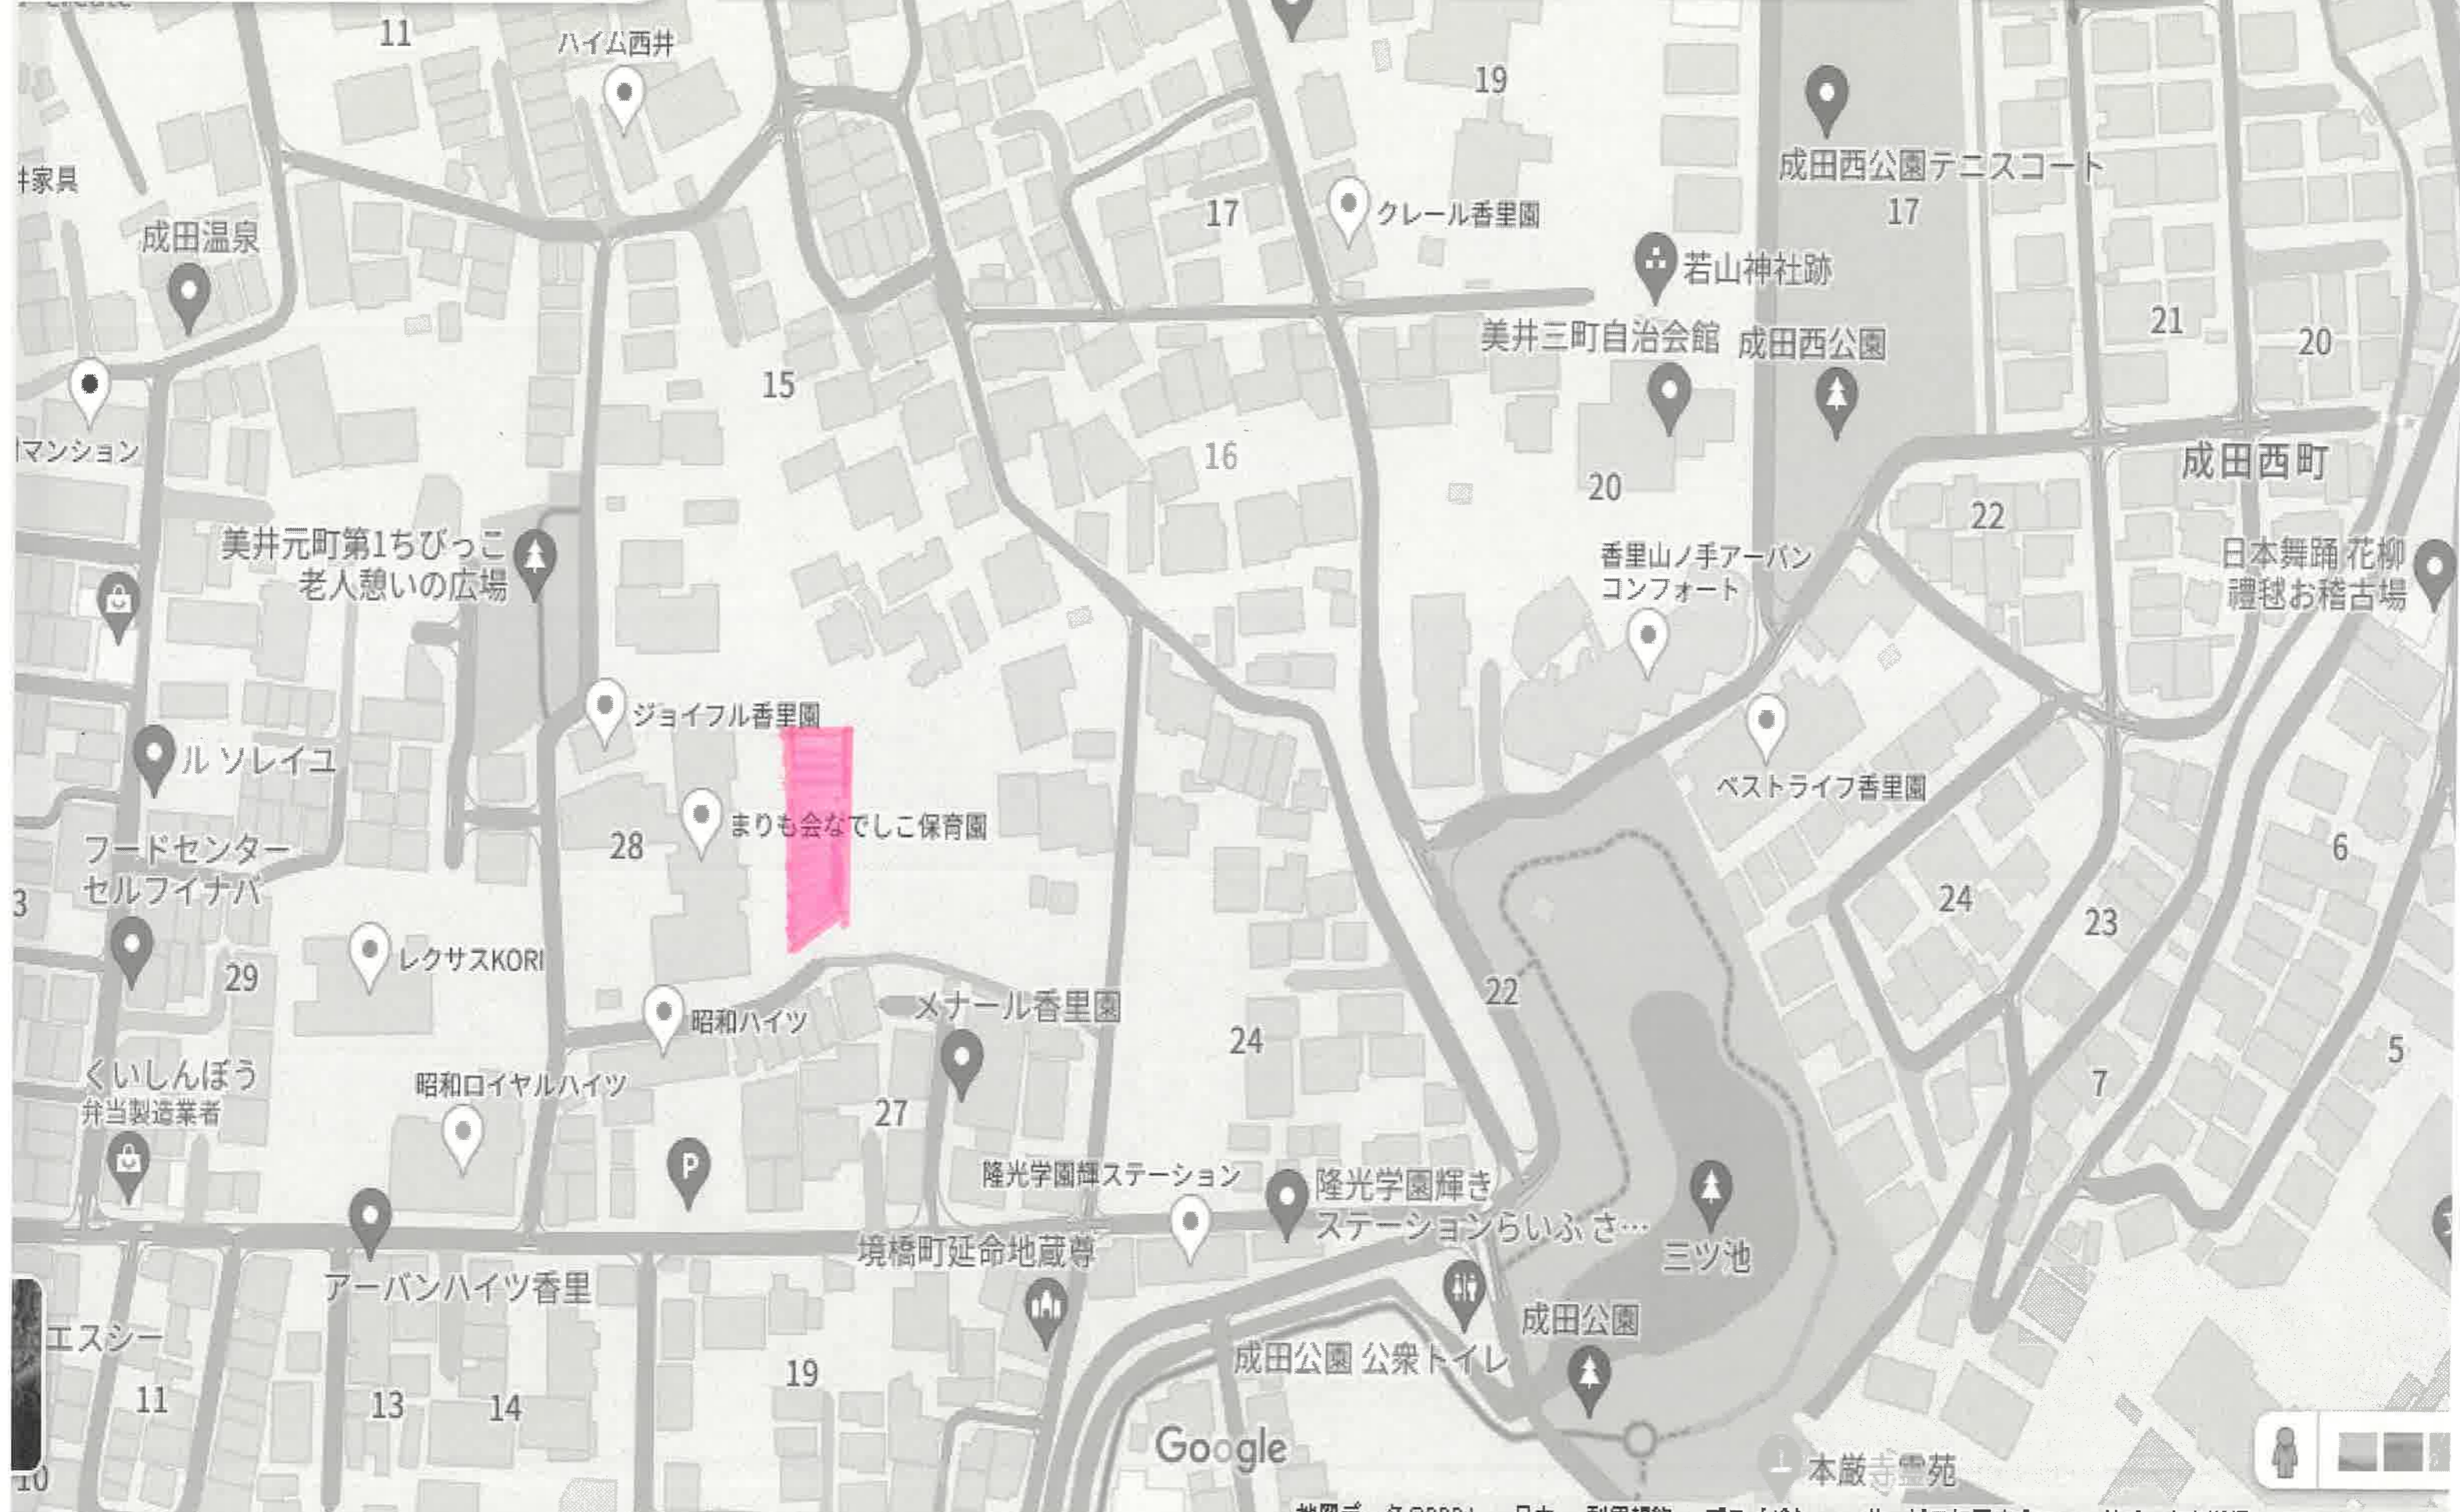 11
ハイム西井
19
成田西公園テニスコート
17
井家具
成田温泉
17
クレール香里園
若山神社跡
美井三町自治会館
成田西公園
21
20
15
マンション
16
20
成田西町
22
美井元町第1ちびっこ
老人憩いの広場
香里山ノ手アーバン
コンフォート
日本舞踊 花柳
禮毬お稽古場
ジョイフル香里園
ル ソレイユ
ベストライフ香里園
まりも会なでしこ保育園
28
フードセンター
セルフイナバ
3
6
24
23
レクサスKORI
29
22
メナール香里園
昭和ハイツ
24
5
くいしんぼう
弁当製造業者
昭和ロイヤルハイツ
27
7
P
隆光学園輝ステーション
隆光学園輝き
ステーションらいふ さ…
境橋町延命地蔵尊
三ツ池
アーバンハイツ香里
成田公園
エスシー
成田公園 公衆トイレ
19
11
13
14
Google
本厳寺霊苑
10